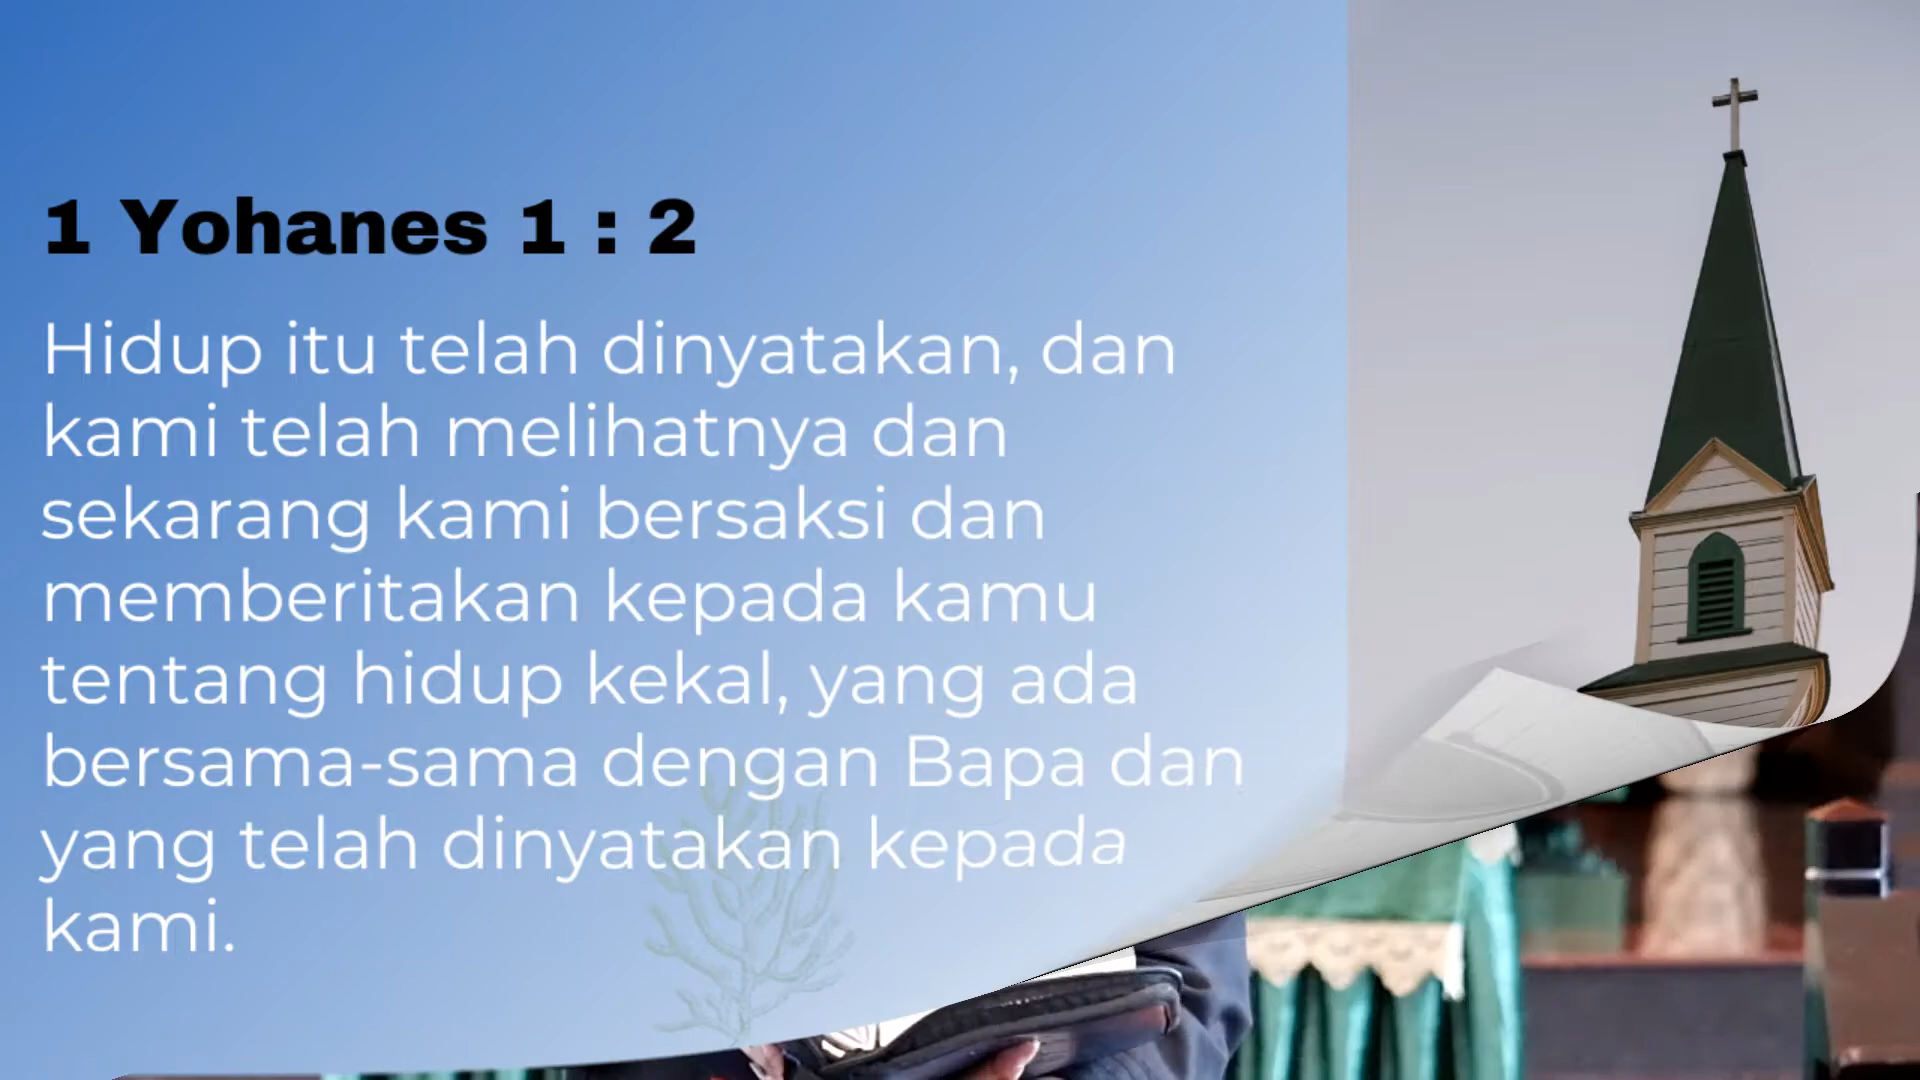 1 Yohanes 1 : 2
Hidup itu telah dinyatakan, dan
kami telah melihatnya dan
sekarang kami bersaksi dan
memberitakan kepada kamu
tentang hidup kekal, yang ada
bersama-sama dengan Bapa dan
yang telah dinyatakan kepada
kami.